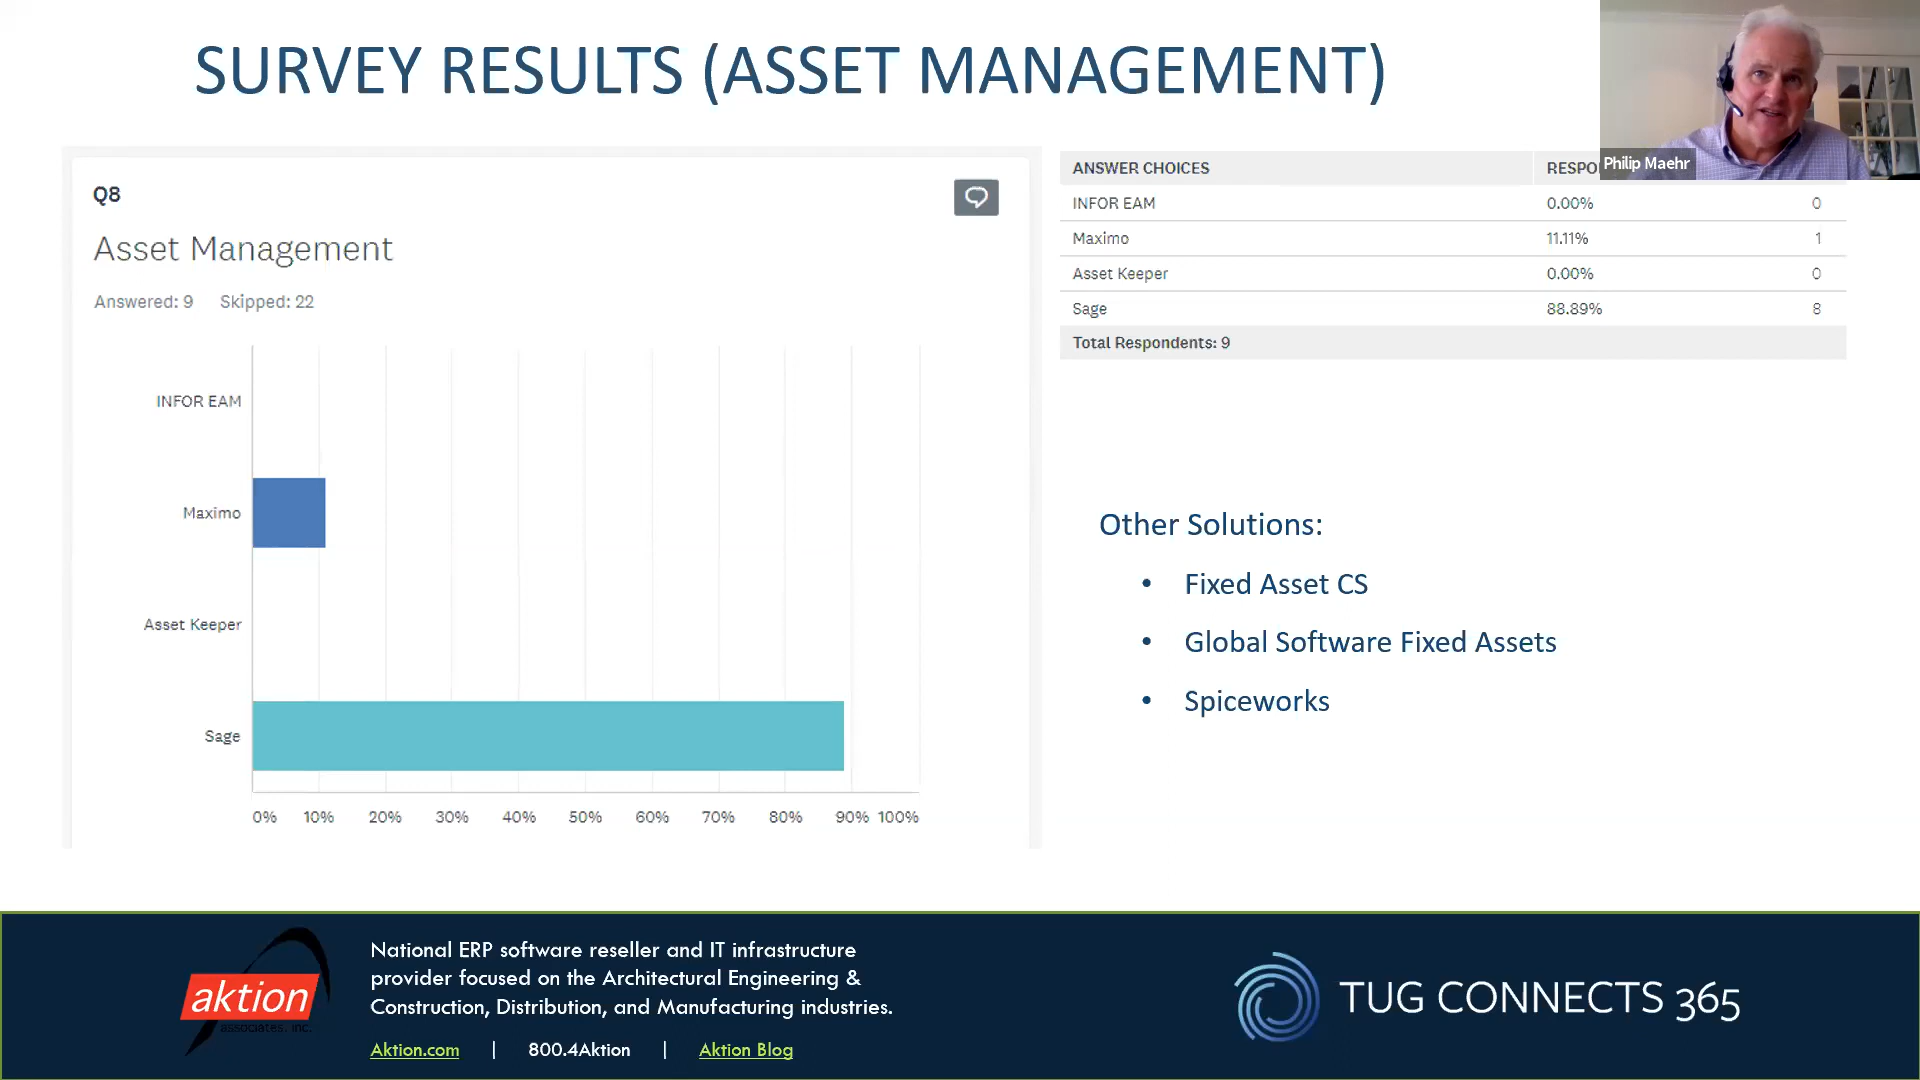 SURVEY RESULTS (ASSET MANAGEMENT)
Philip Maehr
Q8
Asset Management
Answered: 9 Skipped: 22
INFOR EAM
Maximo
Asset Keeper
Sage
0% 10% 20% 30% 40% 50% 60% 70% 80% 90% 100%
ANSWER CHOICES RESPO
INFOR EAM 0.00% 0
Maximo 11.11% 1
Asset Keeper 0.00% 0
Sage 88.89% 8
Total Respondents: 9
Other Solutions:
• Fixed Asset CS
• Global Software Fixed Assets
• Spiceworks
aktion
associates, inc.
National ERP software reseller and IT infrastructure
provider focused on the Architectural Engineering &
Construction, Distribution, and Manufacturing industries.
Aktion.com | 800.4Aktion | Aktion Blog
TUG CONNECTS 365